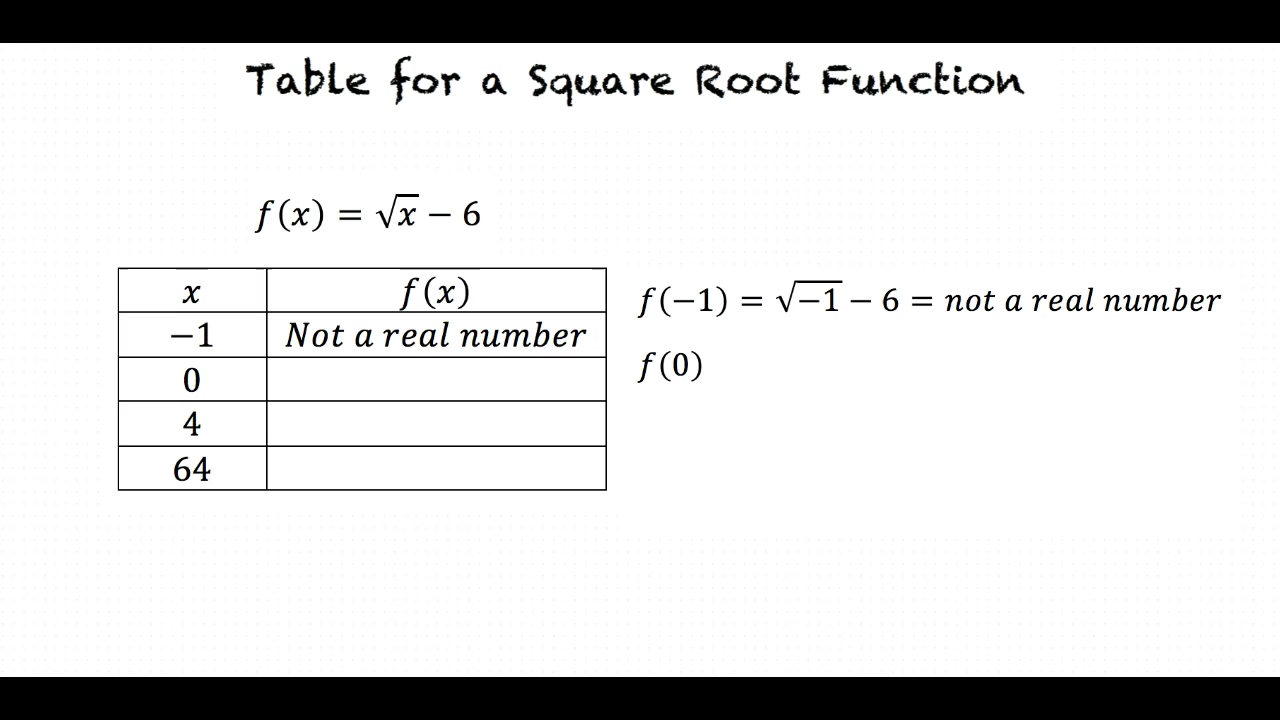 Table for a Square Root Function
f(x) = √x − 6
x f(x)
−1 Not a real number
0
4
64
f(−1) = √−1 − 6 = not a real number
f(0)